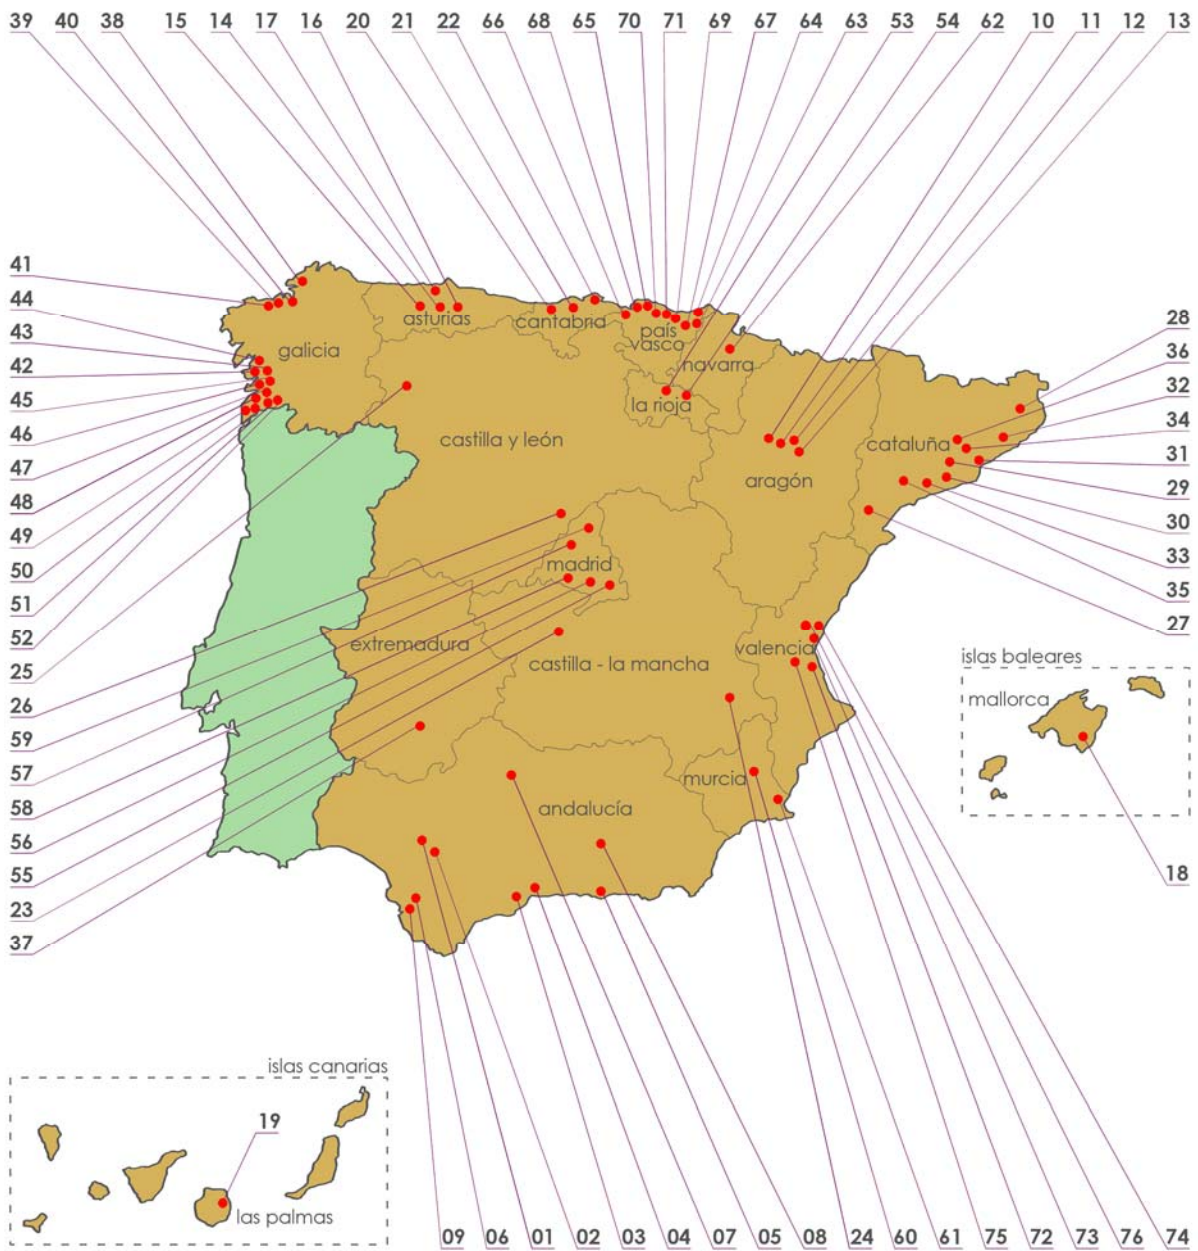 39 40 38 15 14 17 16 20 21 22 66 68 65 70 71 69 67 64 63 53 54 62 10 11 12 13
41
44
43
42
45
46
47
48
49
50
51
52
25
26
59
57
58
56
55
23
37
28
36
32
34
31
29
30
33
35
27
asturias
cantabria
país
vasco
galicia
navarra
la rioja
castilla y león
cataluña
aragón
madrid
extremadura
castilla - la mancha
valencia
murcia
andalucía
islas baleares
mallorca
18
islas canarias
19
las palmas
09 06 01 02 03 04 07 05 08 24 60 61 75 72 73 76 74